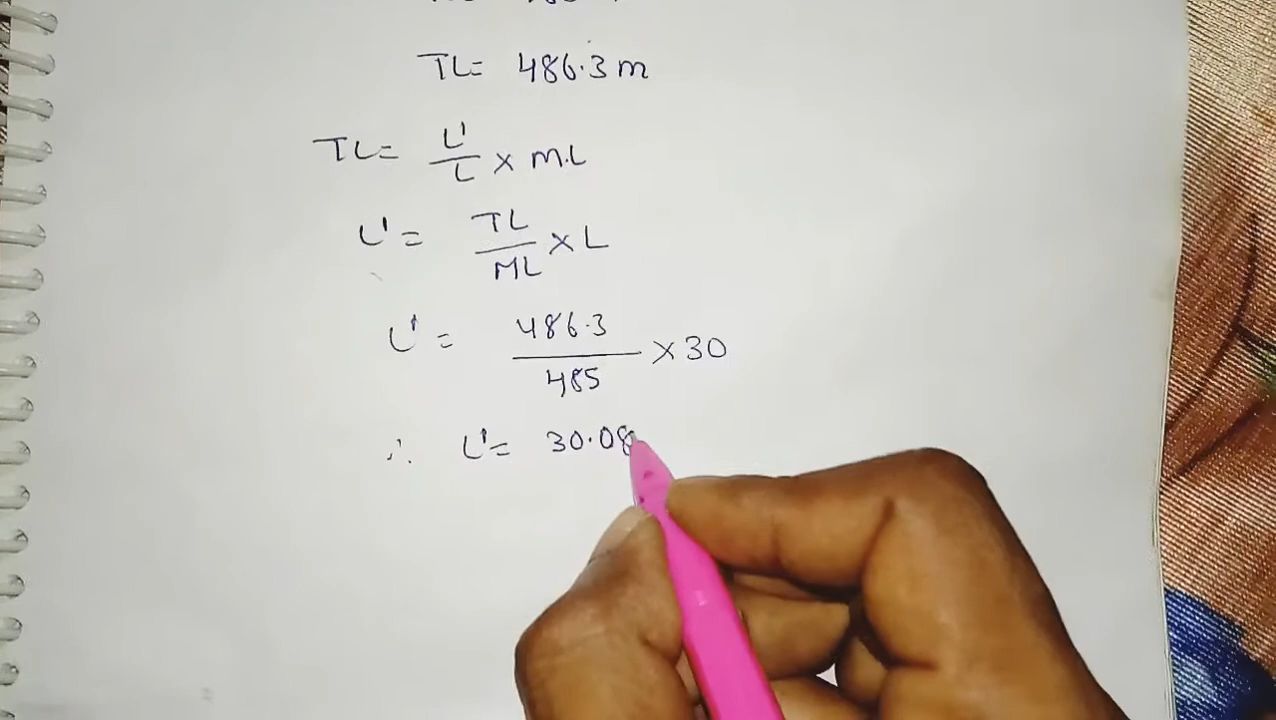 TL= 486.3 m
TL= L'/L × M.L
L' = TL/ML × L
L' = 486.3/485 × 30
∴ L' = 30.08